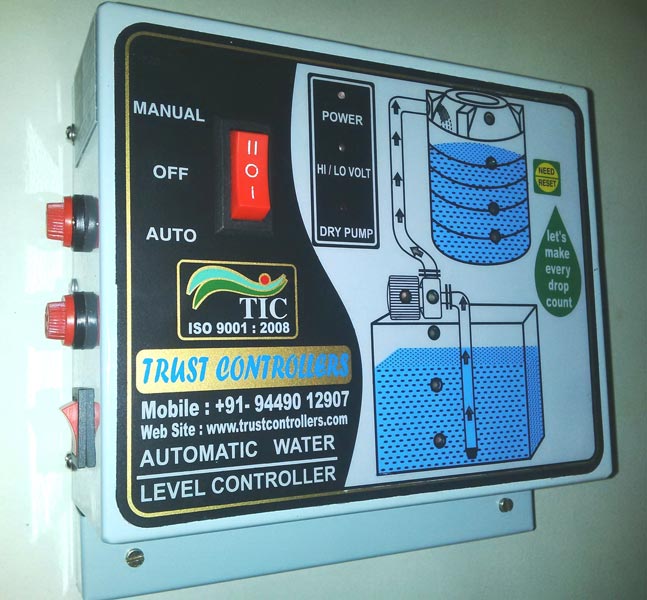 MANUAL
OFF
AUTO
POWER
HI / LO VOLT
DRY PUMP
NEED
RESET
let's
make
every
drop
count
TIC
ISO 9001 : 2008
TRUST CONTROLLERS
Mobile : +91- 94490 12907
Web Site : www.trustcontrollers.com
AUTOMATIC WATER
LEVEL CONTROLLER